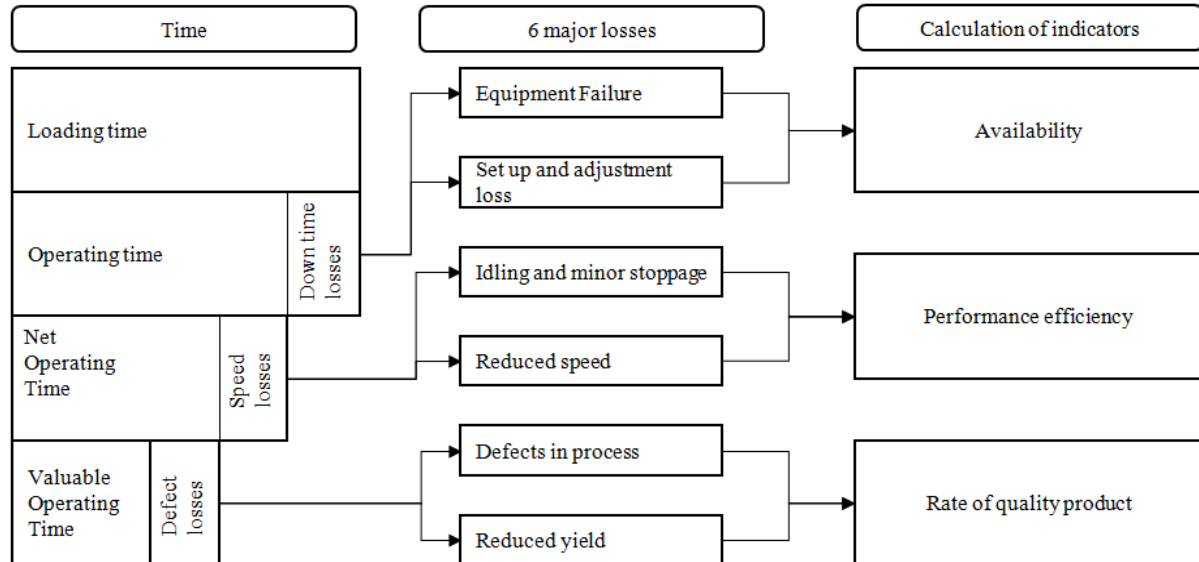 Time
6 major losses
Calculation of indicators
Loading time
Equipment Failure
Availability
Set up and adjustment
loss
Operating time
Down time
losses
Idling and minor stoppage
Performance efficiency
Net
Operating
Time
Speed
losses
Reduced speed
Defects in process
Valuable
Operating
Time
Defect
losses
Rate of quality product
Reduced yield